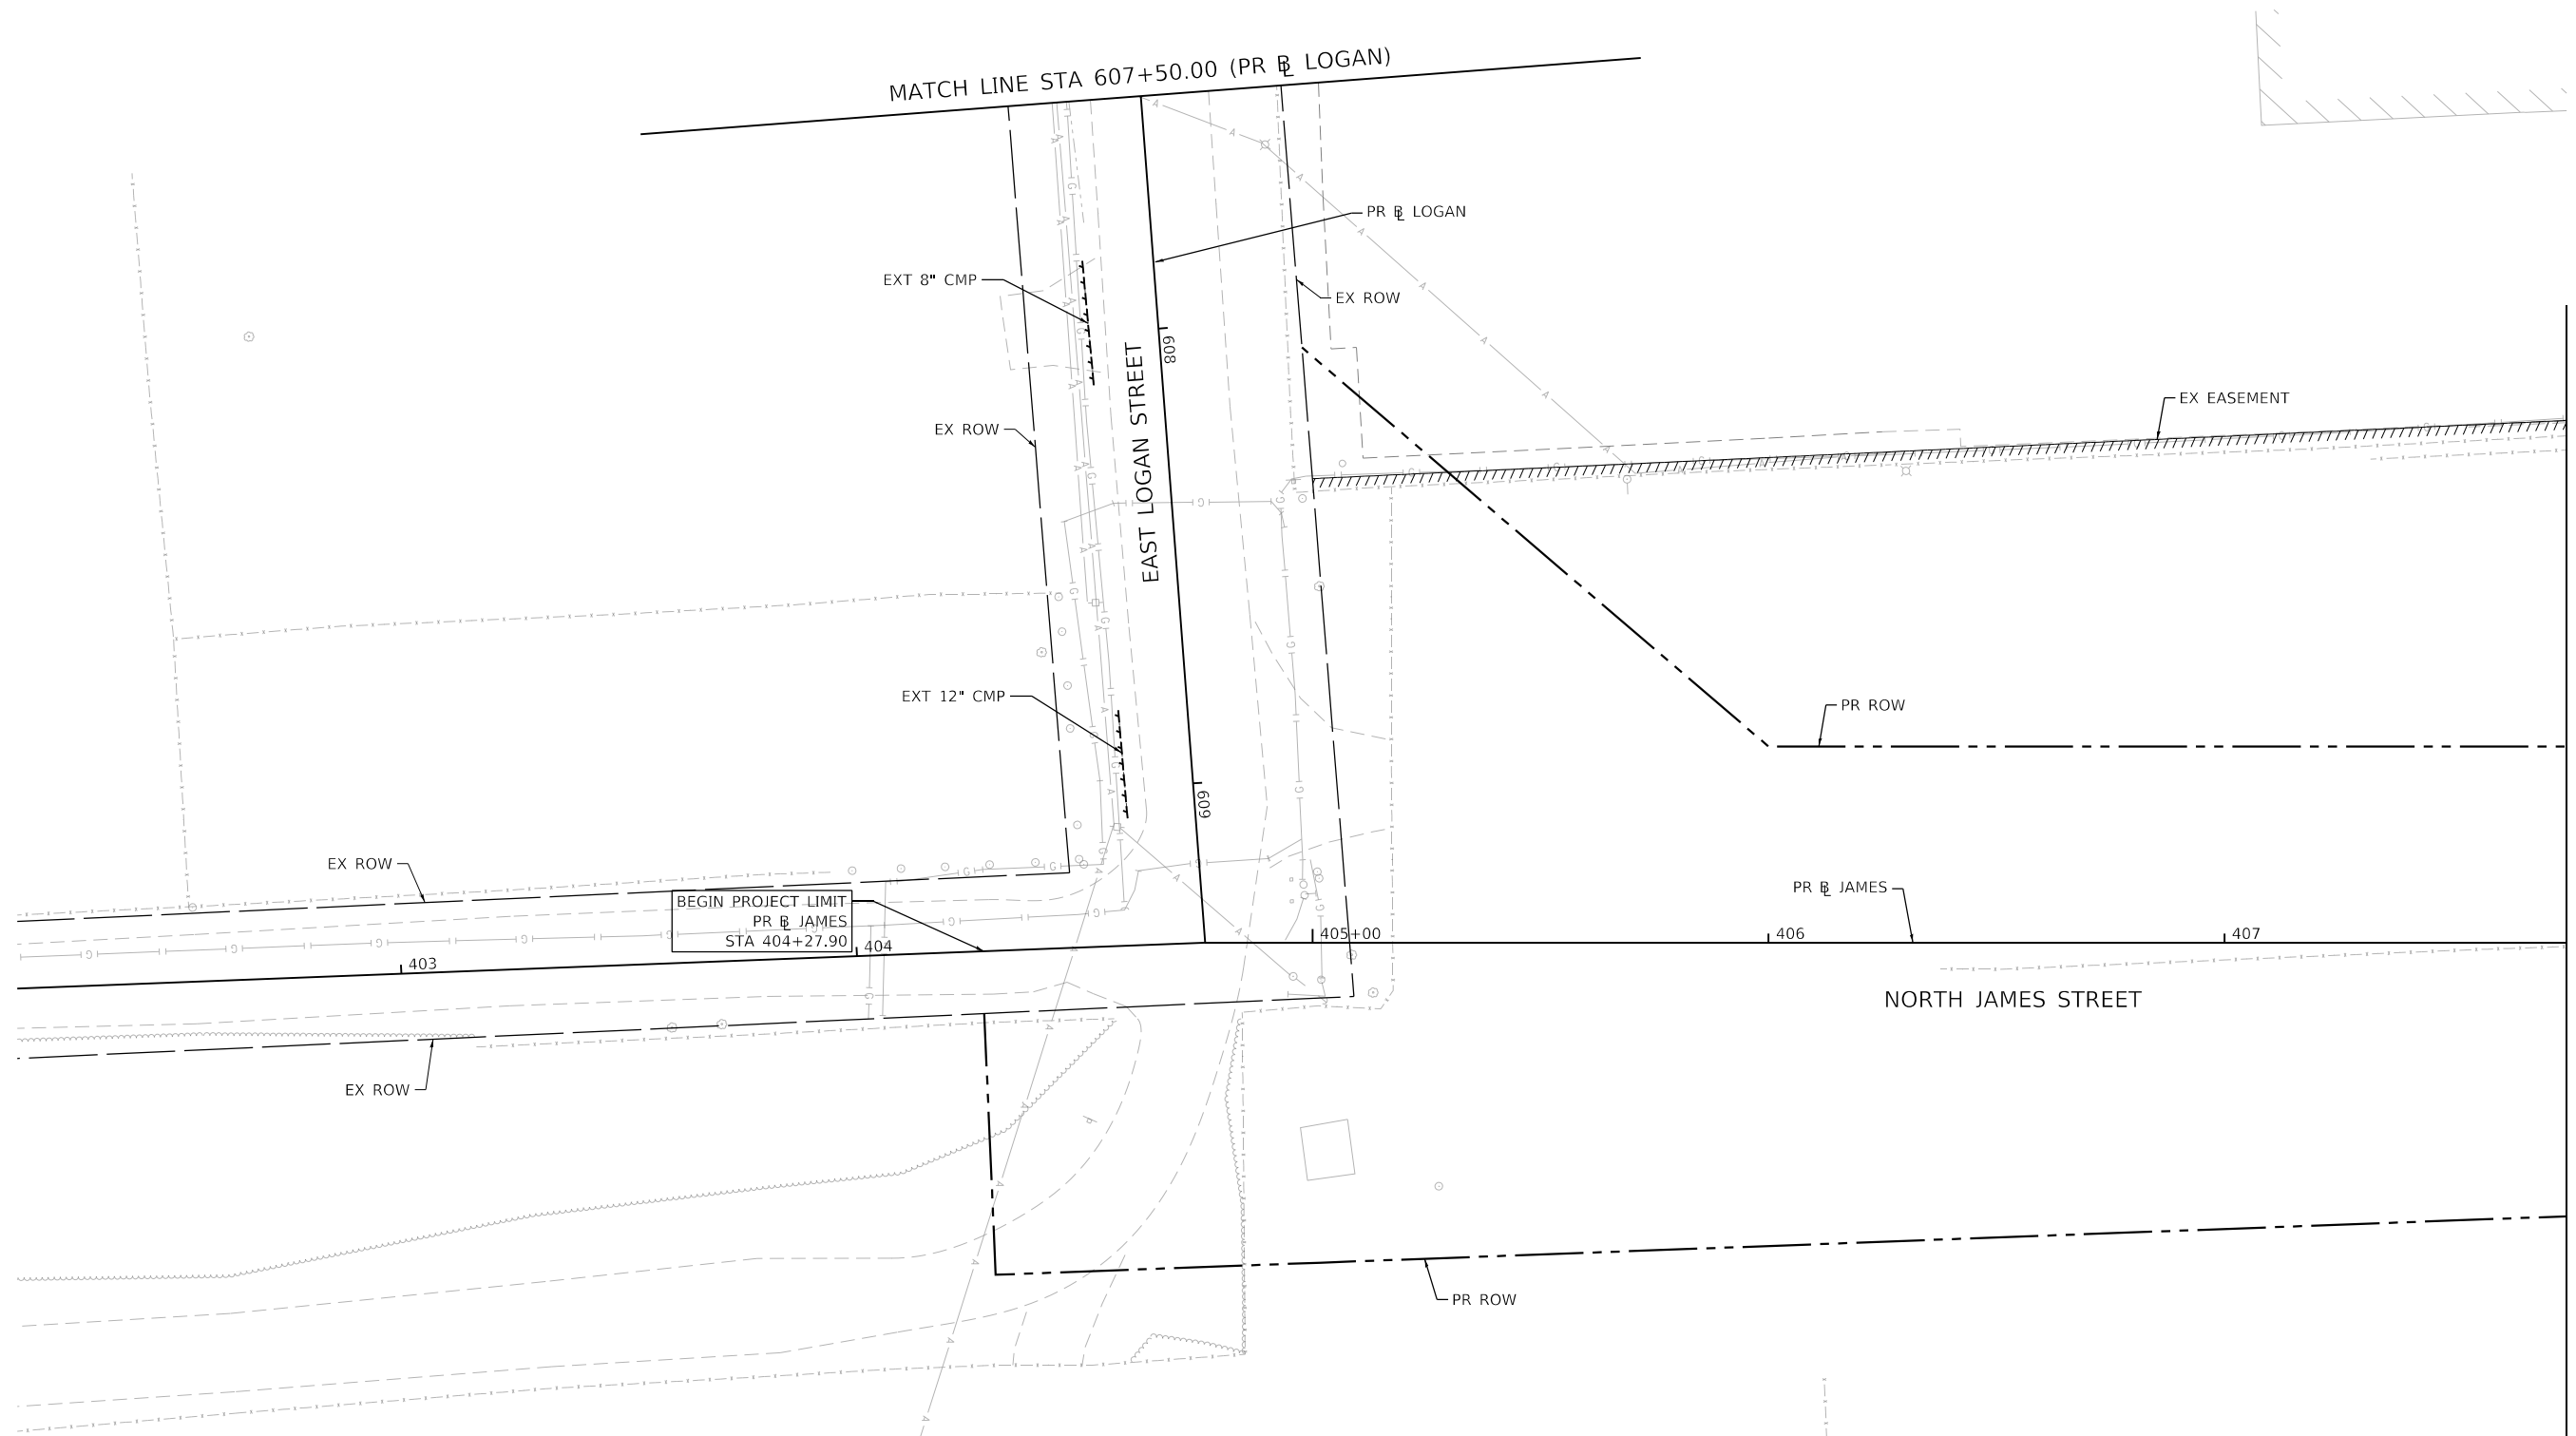 MATCH LINE STA 607+50.00 (PR ℄ LOGAN)
PR ℄ LOGAN
EXT 8" CMP
EX ROW
608
EX EASEMENT
EX ROW
EAST LOGAN STREET
EXT 12" CMP
PR ROW
609
EX ROW
PR ℄ JAMES
BEGIN PROJECT LIMIT
PR ℄ JAMES
STA 404+27.90
403
404
405+00
406
407
NORTH JAMES STREET
EX ROW
PR ROW